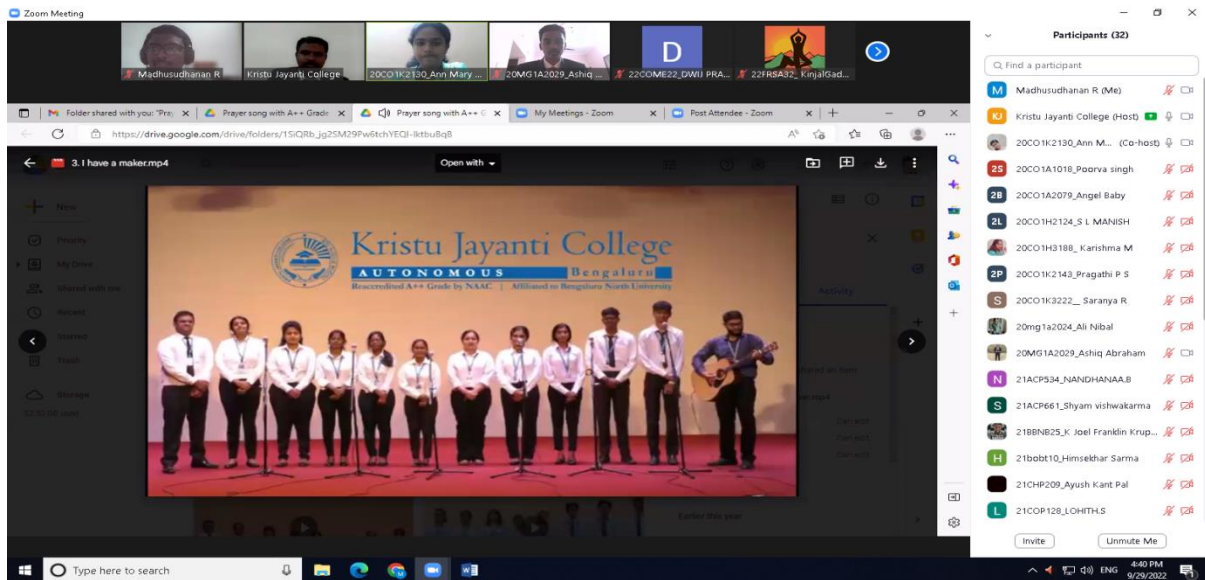 Zoom Meeting
Madhusudhanan R
Kristu Jayanti College
20CO1K2130_Ann Mary ...
20MG1A2029_Ashiq ...
D
22COME22_DWIJ PRA...
22FRSA32_ KinjalGad...
Folder shared with you: "Pray
Prayer song with A++ Grade
Prayer song with A++ G
My Meetings - Zoom
Post Attendee - Zoom
https://drive.google.com/drive/folders/
3. I have a maker.mp4
Open with
New
Priority
My Drive
Shared with me
Recent
Starred
Trash
Storage
Activity
Kristu Jayanti College
AUTONOMOUS Bengaluru
Reaccredited A++ Grade by NAAC | Affiliated to Bengaluru North University
Earlier this year
Participants (32)
Find a participant
M Madhusudhanan R (Me)
KJ Kristu Jayanti College (Host)
20CO1K2130_Ann M... (Co-host)
2S 20CO1A1018_Poorva singh
2B 20CO1A2079_Angel Baby
2L 20CO1H2124_S L MANISH
20CO1H3188_ Karishma M
2P 20CO1K2143_Pragathi P S
S 20CO1K3222__ Saranya R
20mg1a2024_Ali Nibal
20MG1A2029_Ashiq Abraham
N 21ACP534_NANDHANAA.B
S 21ACP661_Shyam vishwakarma
21BBNB25_K Joel Franklin Krup...
H 21bobt10_Himsekhar Sarma
21CHP209_Ayush Kant Pal
L 21COP128_LOHITH.S
Invite
Unmute Me
Type here to search
ENG
4:40 PM
9/29/2022